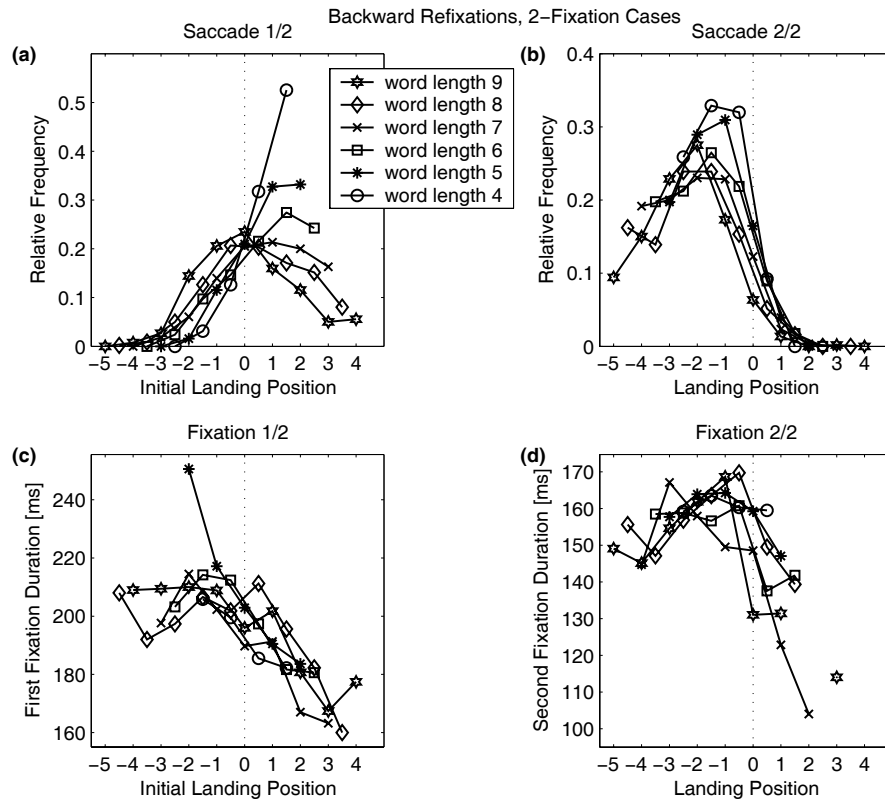 Backward Refixations, 2-Fixation Cases
Saccade 1/2
Saccade 2/2
(a)
(b)
word length 9
word length 8
word length 7
word length 6
word length 5
word length 4
Relative Frequency
0.5
0.4
0.3
0.2
0.1
0
−5 −4 −3 −2 −1 0 1 2 3 4
Initial Landing Position
Relative Frequency
0.4
0.3
0.2
0.1
0
−5 −4 −3 −2 −1 0 1 2 3 4
Landing Position
Fixation 1/2
Fixation 2/2
(c)
(d)
First Fixation Duration [ms]
240
220
200
180
160
−5 −4 −3 −2 −1 0 1 2 3 4
Initial Landing Position
Second Fixation Duration [ms]
170
160
150
140
130
120
110
100
−5 −4 −3 −2 −1 0 1 2 3 4
Landing Position